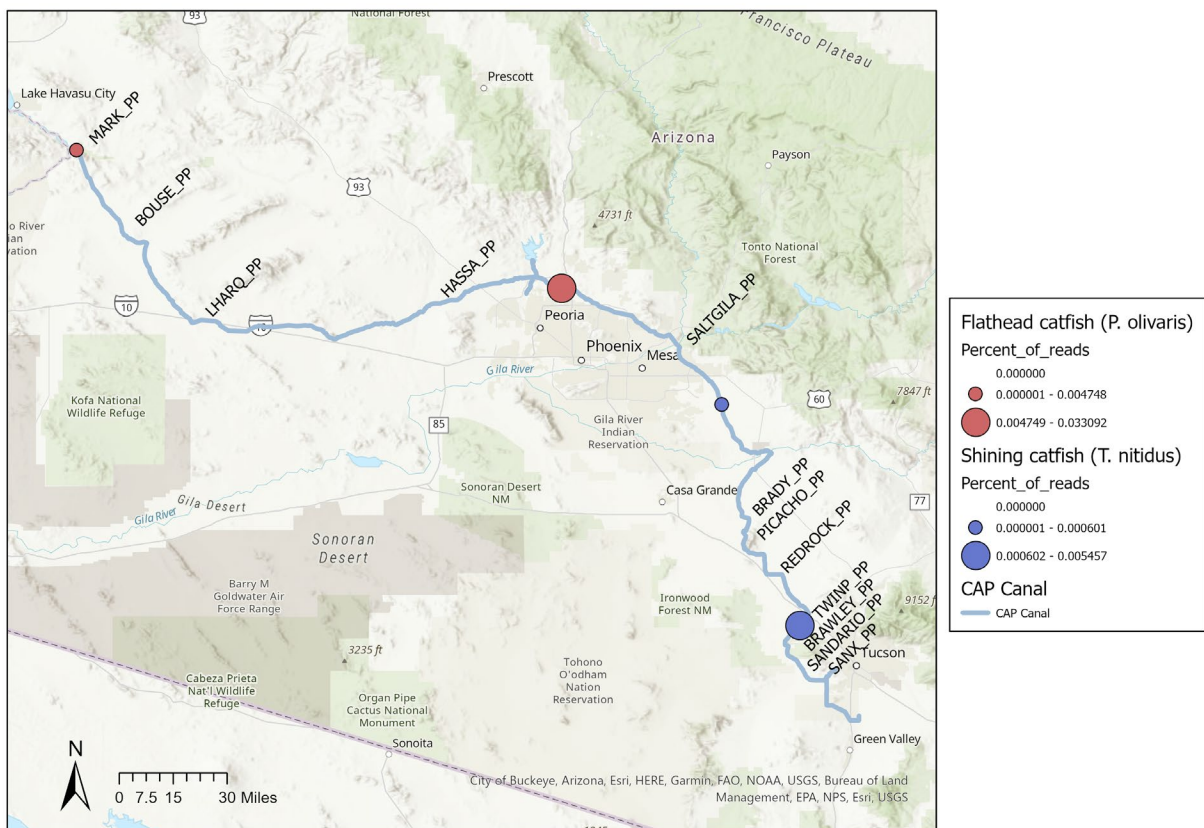 National Forest
93
Francisco Plateau
Prescott
Lake Havasu City
MARK_PP
Arizona
Payson
93
BOUSE_PP
4731 ft
Tonto National
Forest
HASSA_PP
LHARQ_PP
SALTGILA_PP
10
10
Peoria
Phoenix
Mesa
Gila River
Kofa National
Wildlife Refuge
7847 ft
60
Gila River
Indian
Reservation
85
Sonoran Desert
NM
Casa Grande
BRADY_PP
PICACHO_PP
77
Gila Desert
Gila River
REDROCK_PP
Sonoran
Desert
Barry M
Goldwater Air
Force Range
Ironwood
Forest NM
TWINP_PP
BRAWLEY_PP
SANDARIO_PP
SANX_PP
9152 ft
Tucson
3235 ft
Cabeza Prieta
Nat'l Wildlife
Refuge
Tohono
O'odham
Nation
Reservation
Organ Pipe
Cactus National
Monument
Sonoita
Green Valley
N
0 7.5 15 30 Miles
City of Buckeye, Arizona, Esri, HERE, Garmin, FAO, NOAA, USGS, Bureau of Land
Management, EPA, NPS, Esri, USGS
Flathead catfish (P. olivaris)
Percent_of_reads
0.000000
0.000001 - 0.004748
0.004749 - 0.033092
Shining catfish (T. nitidus)
Percent_of_reads
0.000000
0.000001 - 0.000601
0.000602 - 0.005457
CAP Canal
CAP Canal